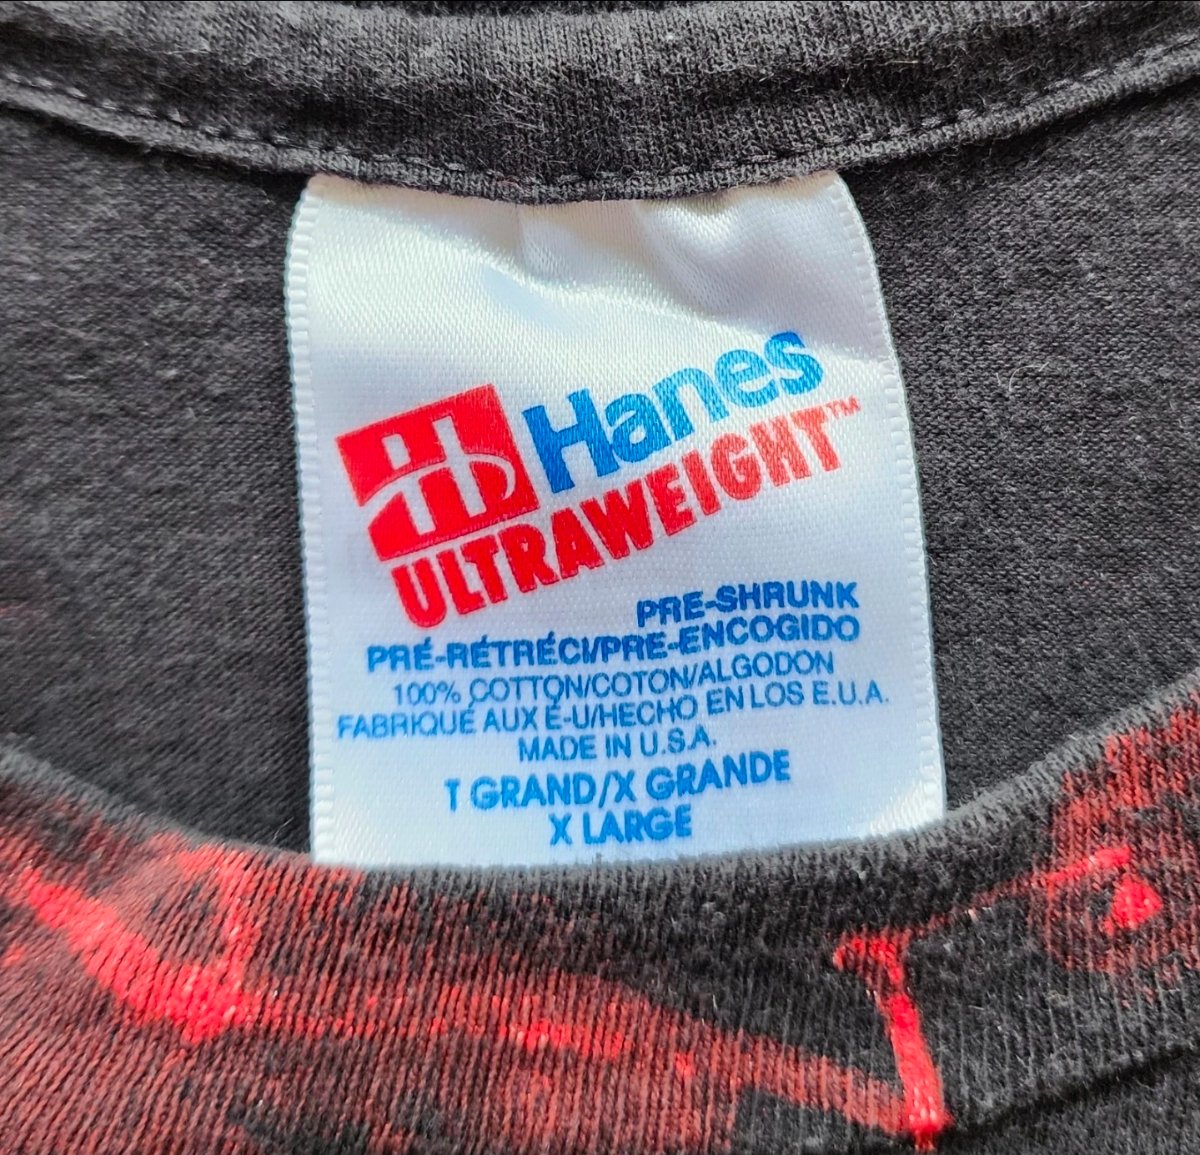 Hanes
ULTRAWEIGHT™
PRE-SHRUNK
PRÉ-RÉTRÉCI/PRE-ENCOGIDO
100% COTTON/COTON/ALGODON
FABRIQUÉ AUX É-U/HECHO EN LOS E.U.A.
MADE IN U.S.A.
T GRAND/X GRANDE
X LARGE